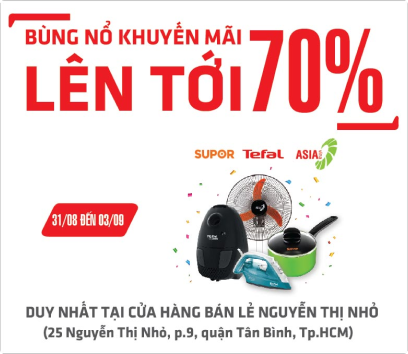 BÙNG NỔ KHUYẾN MÃI
LÊN TỚI 70%
SUPOR Tefal ASIA
31/08 ĐẾN 03/09
DUY NHẤT TẠI CỬA HÀNG BÁN LẺ NGUYỄN THỊ NHỎ
(25 Nguyễn Thị Nhỏ, p.9, quận Tân Bình, Tp.HCM)